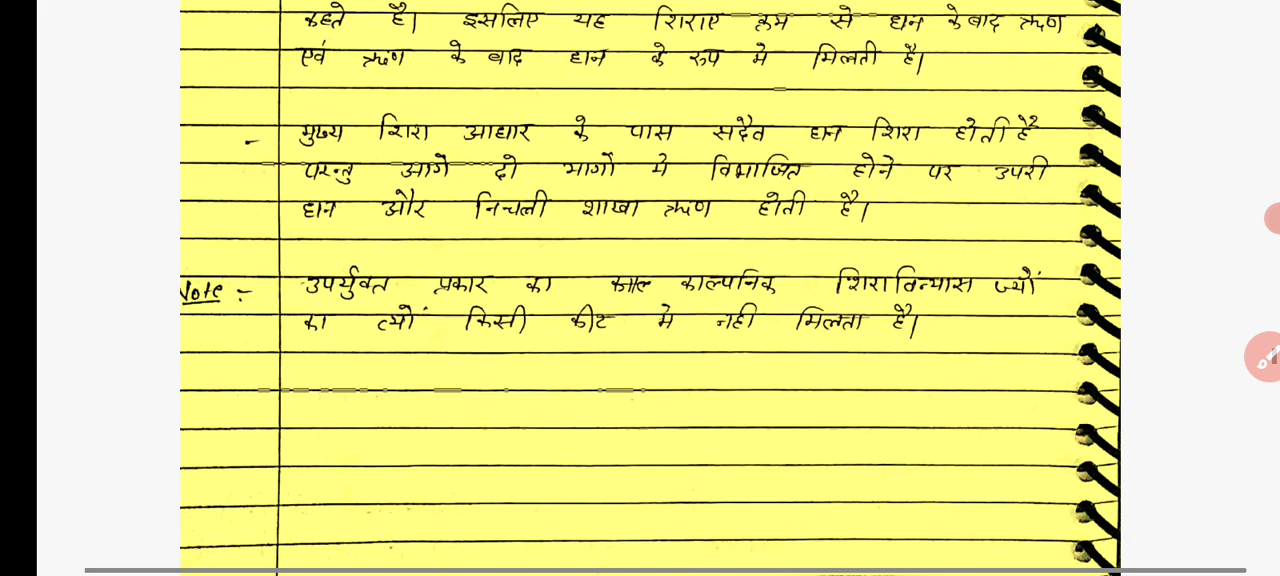 कहते है। इसलिए यह शिराए क्रम से धन के बाद ऋण
एवं ऋण के बाद धन के रुप मे मिलती है।
- मुख्य शिरा आधार के पास सदैव धन शिरा होती है
परन्तु आगे दो भागों मे विभाजित होने पर उपरी
धन और निचली शाखा ऋण होती है।
Note :- उपर्युक्त प्रकार का काल्पनिक शिराविन्यास ज्यों
का त्यों किसी कीट मे नही मिलता है।